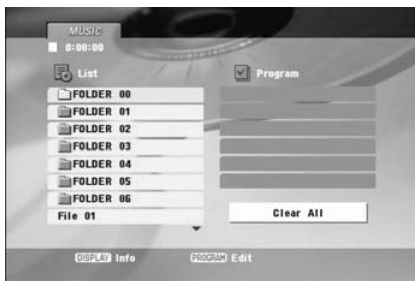 MUSIC
0:00:00
List
Program
FOLDER 00
FOLDER 01
FOLDER 02
FOLDER 03
FOLDER 04
FOLDER 05
FOLDER 06
File 01
Clear All
DISPLAY Info PROGRAM Edit